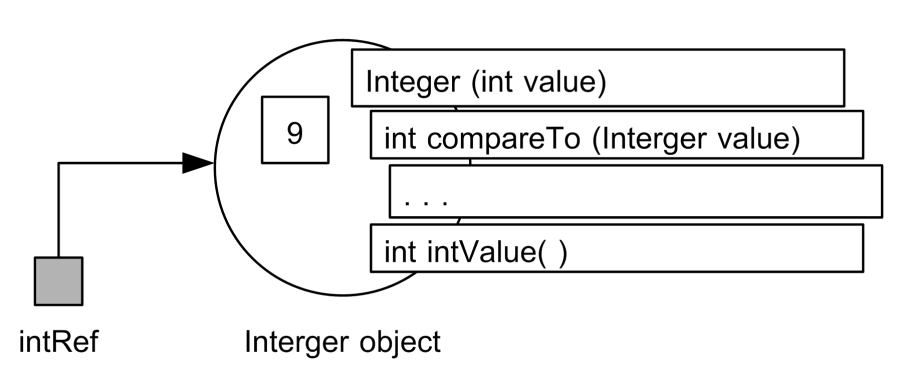 Integer (int value)
9
int compareTo (Interger value)
. . .
int intValue( )
intRef
Interger object